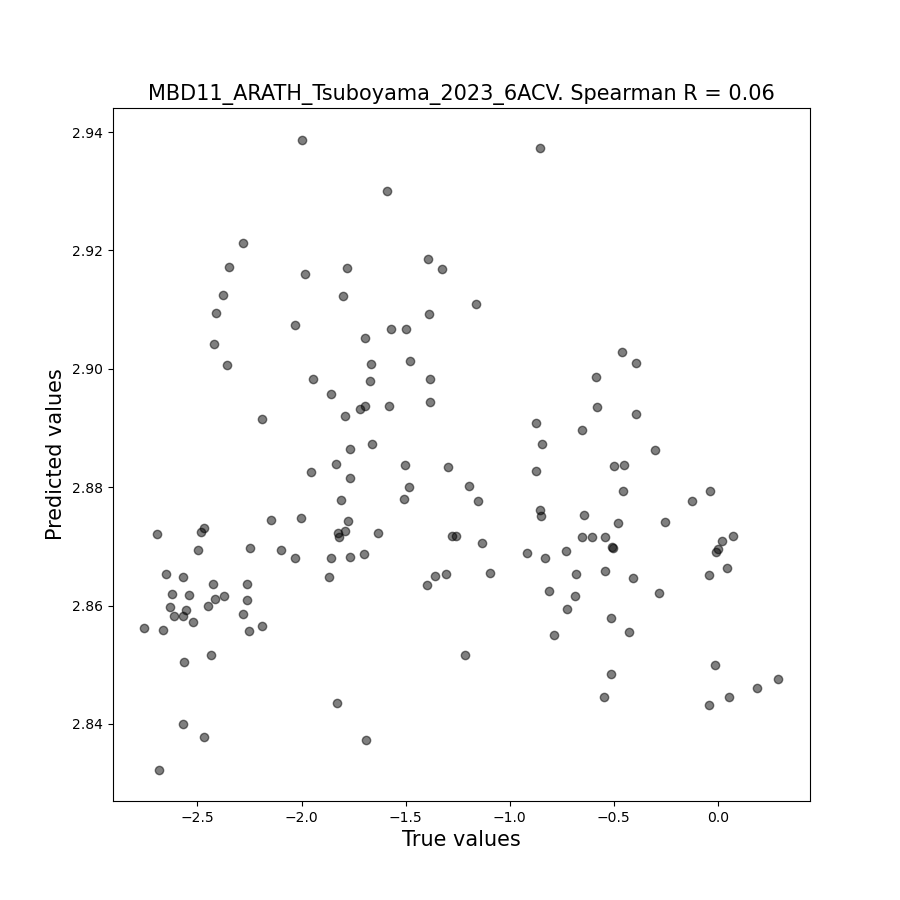 MBD11_ARATH_Tsuboyama_2023_6ACV. Spearman R = 0.06
2.94
2.92
2.90
2.88
2.86
2.84
Predicted values
−2.5 −2.0 −1.5 −1.0 −0.5 0.0
True values